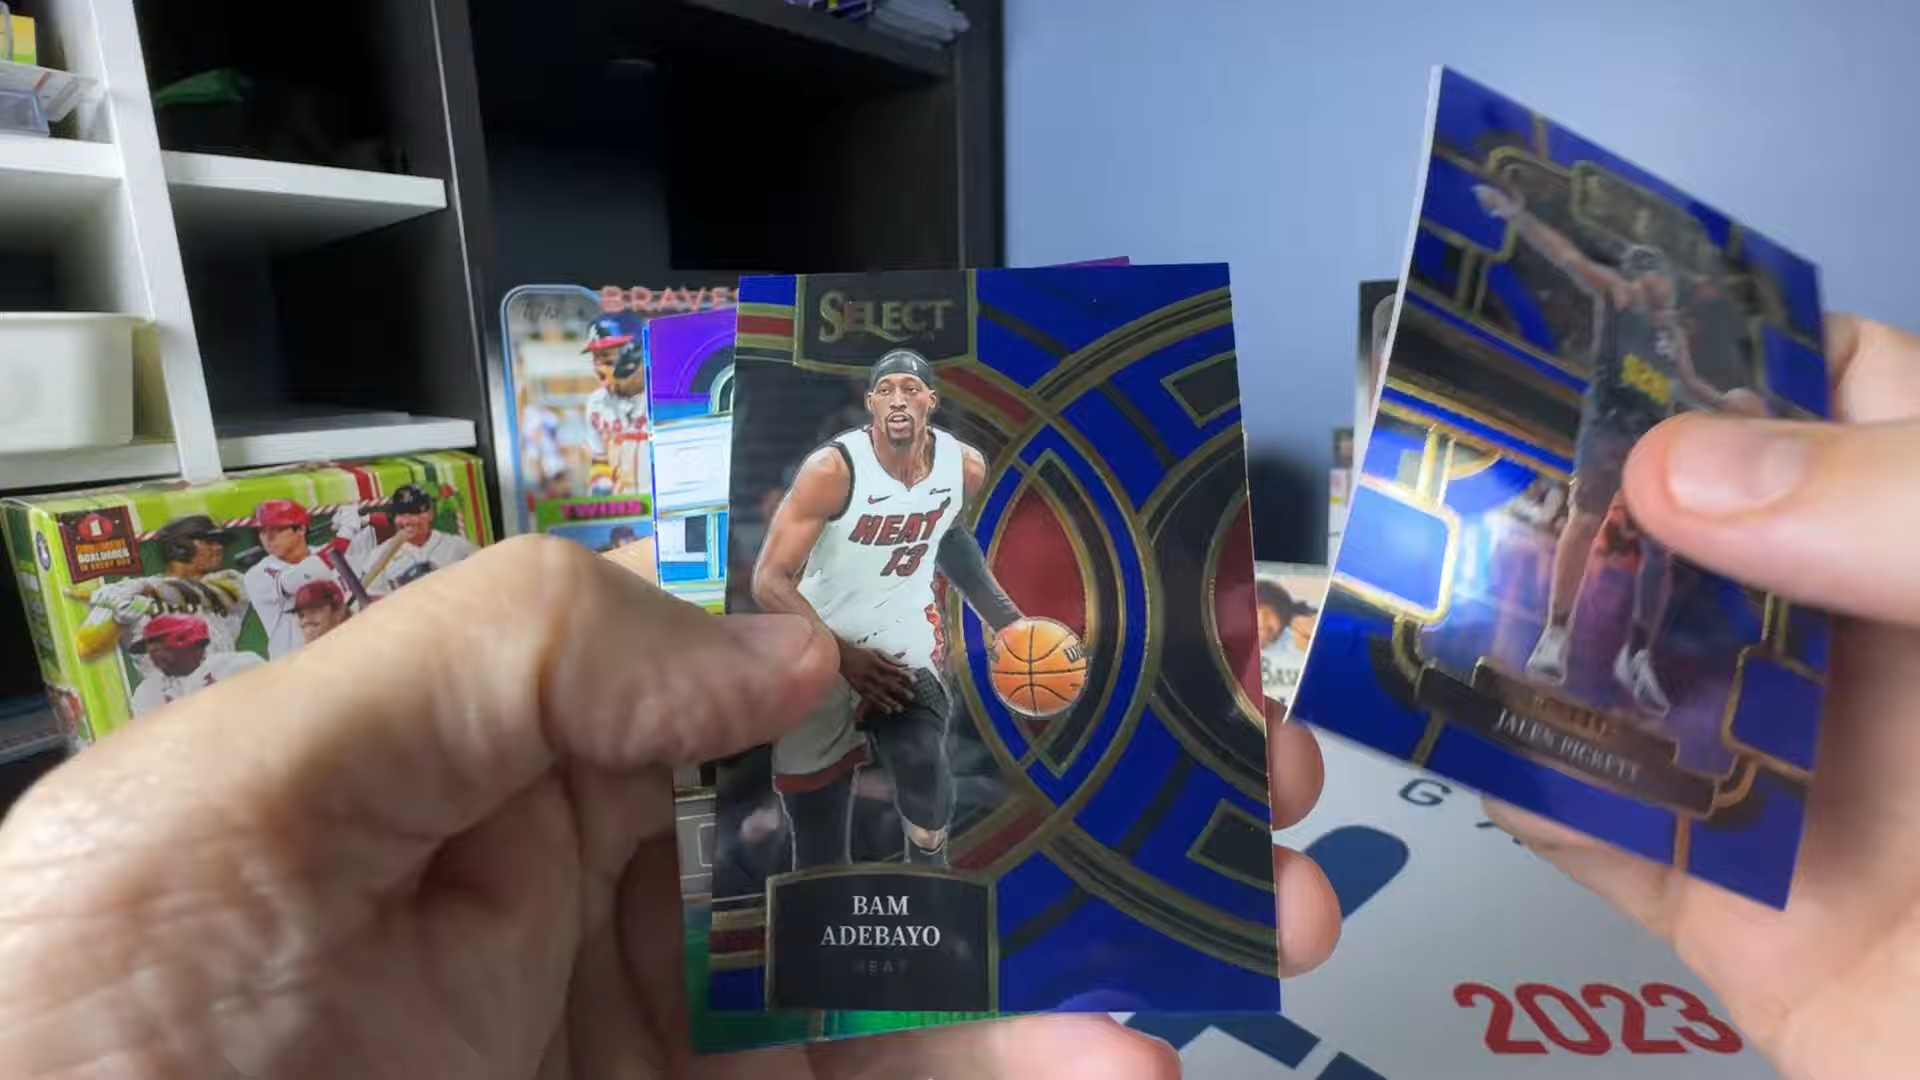 BRAVES
TWINS
SELECT
HEAT
13
BAM
ADEBAYO
HEAT
JALEN PICKETT
G
2023